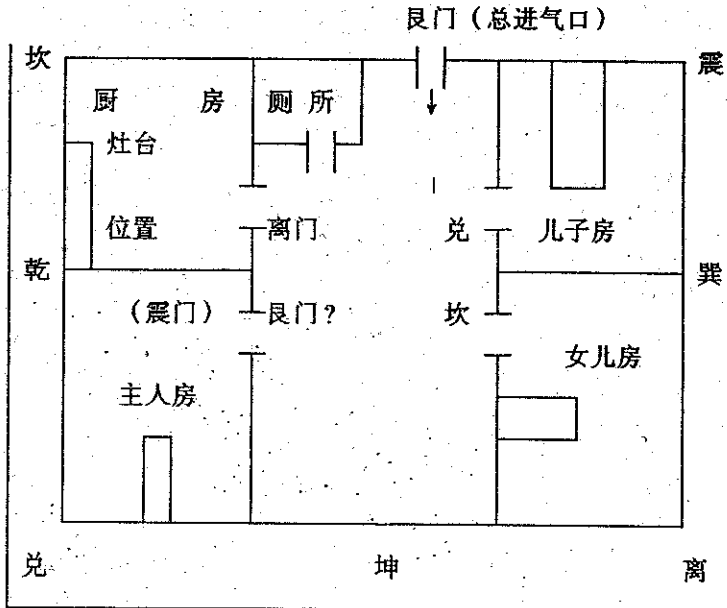 艮门（总进气口）
坎
震
厨 房
厕 所
灶台
位置
离门
兑
儿子房
乾
巽
（震门）
艮门?
坎
女儿房
主人房
兑
坤
离